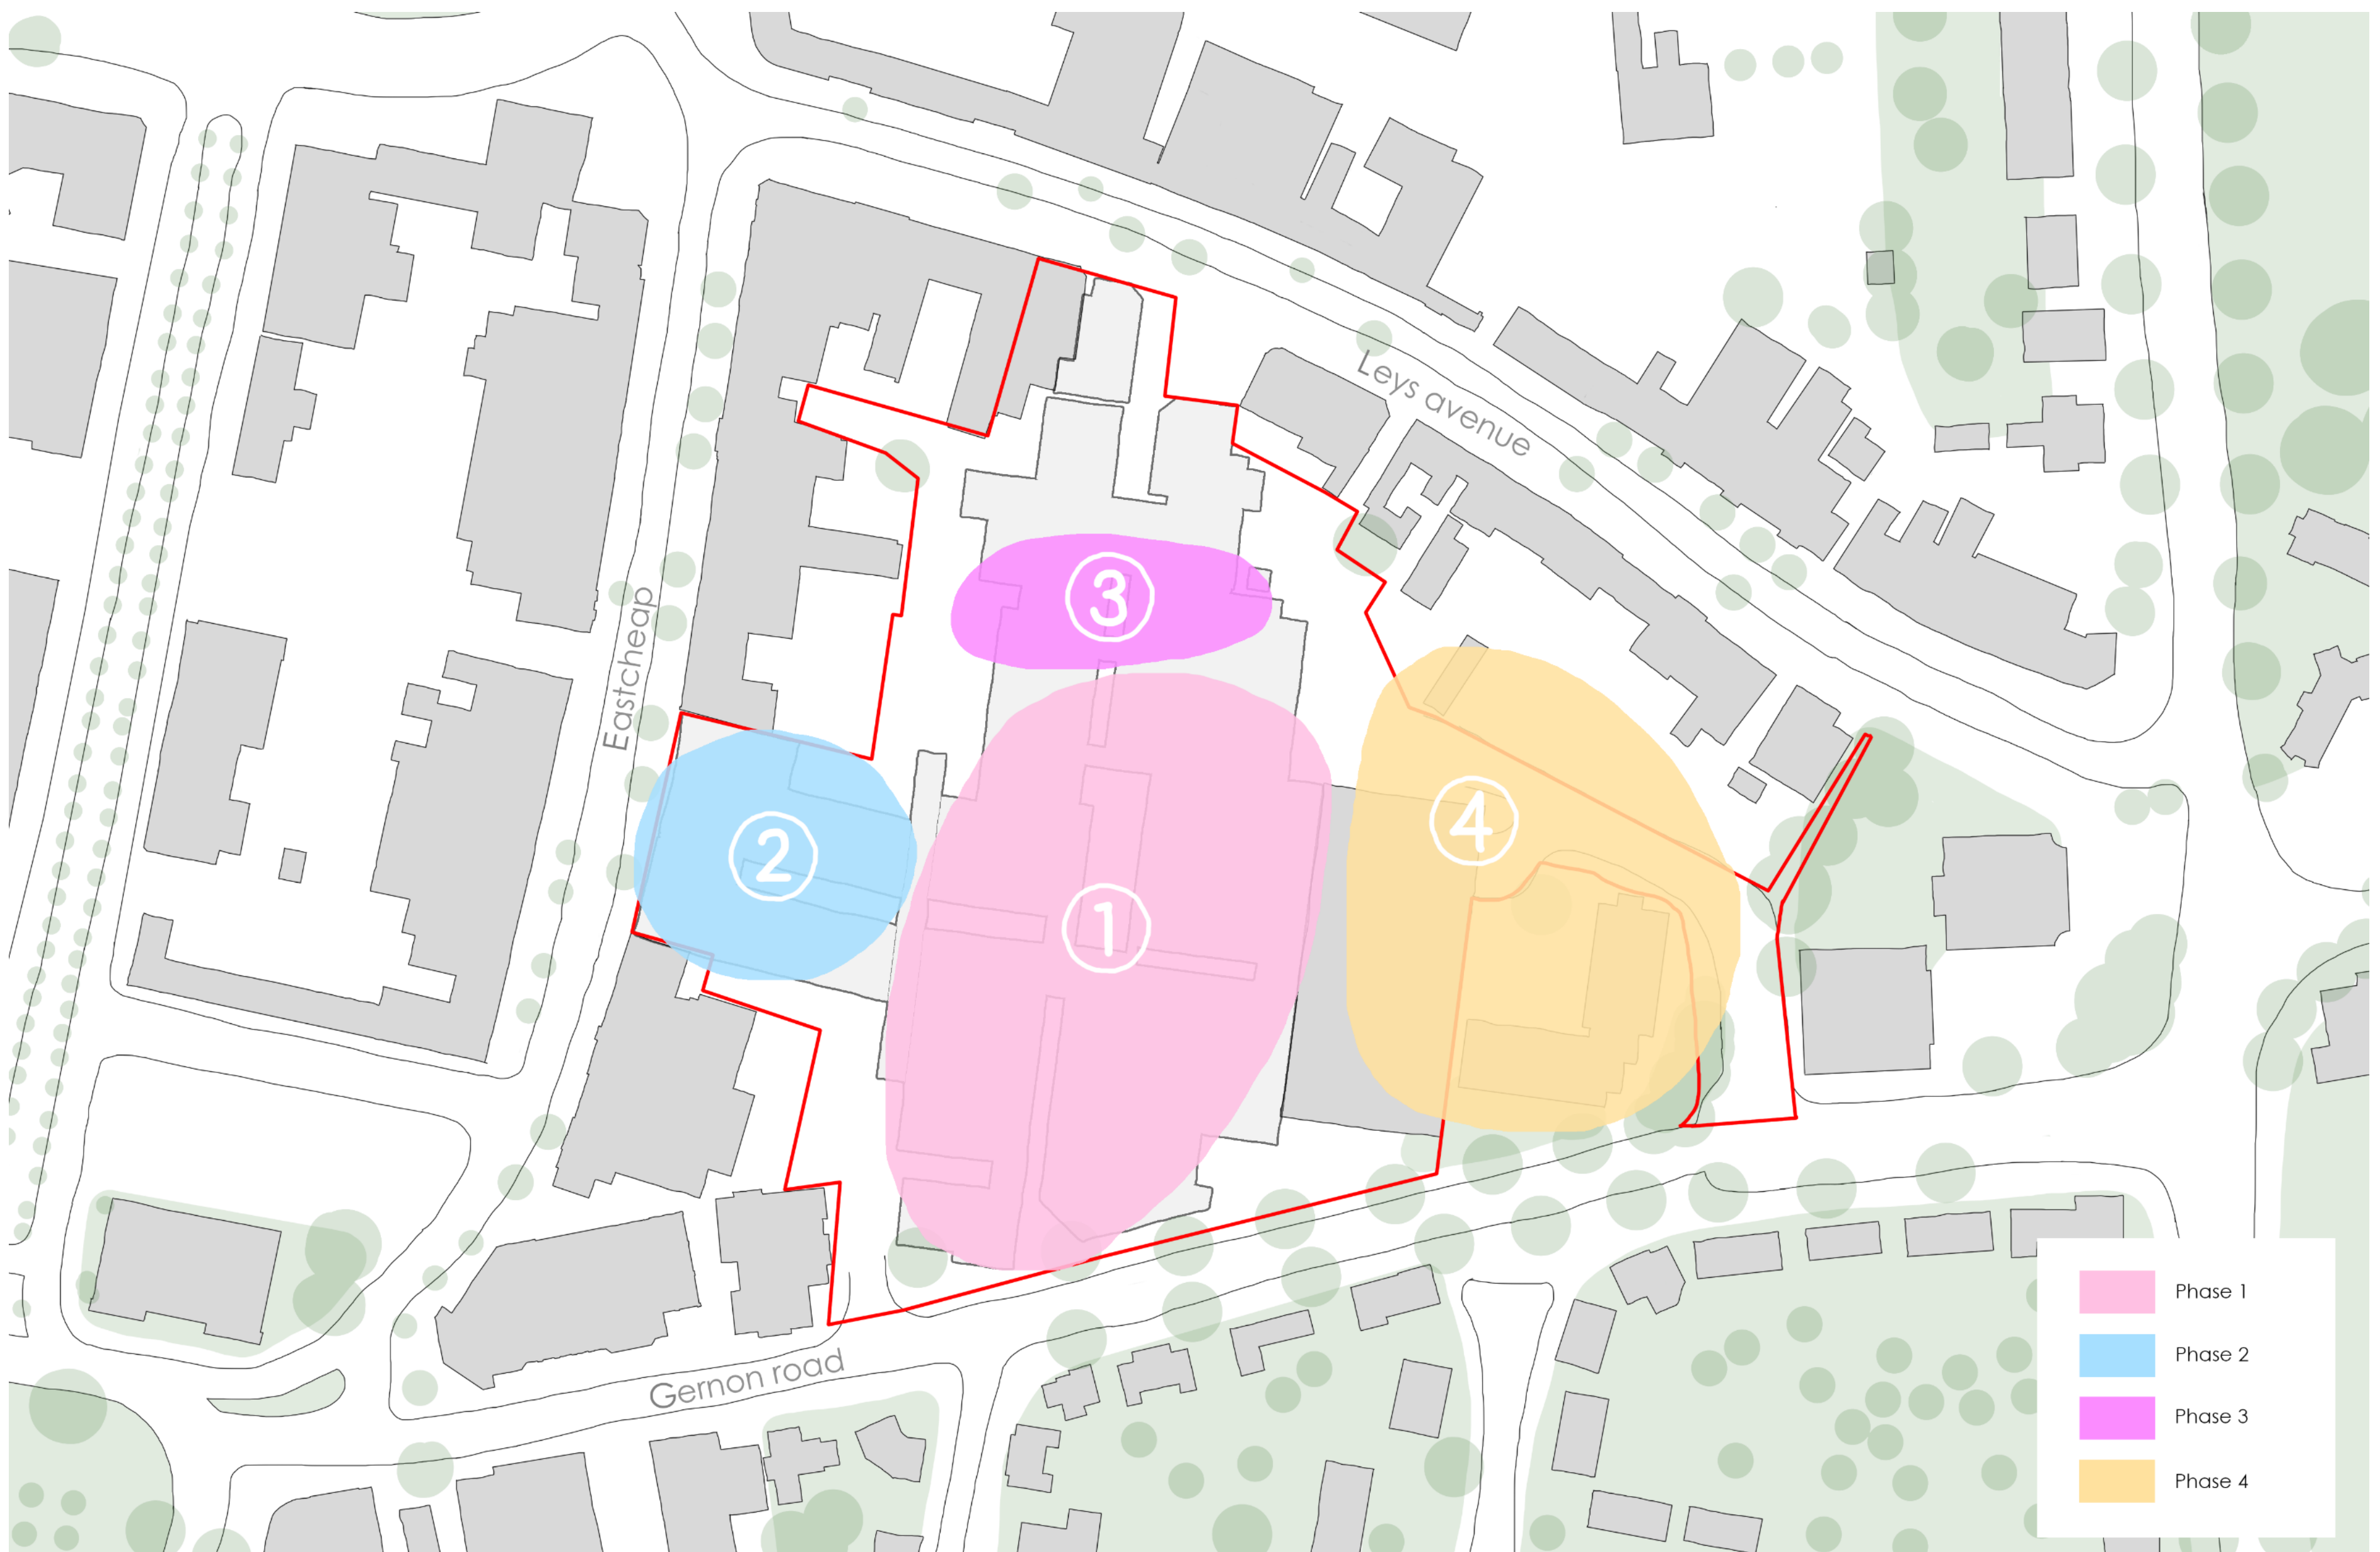 Leys avenue
Eastcheap
3
4
2
1
Gernon road
Phase 1
Phase 2
Phase 3
Phase 4